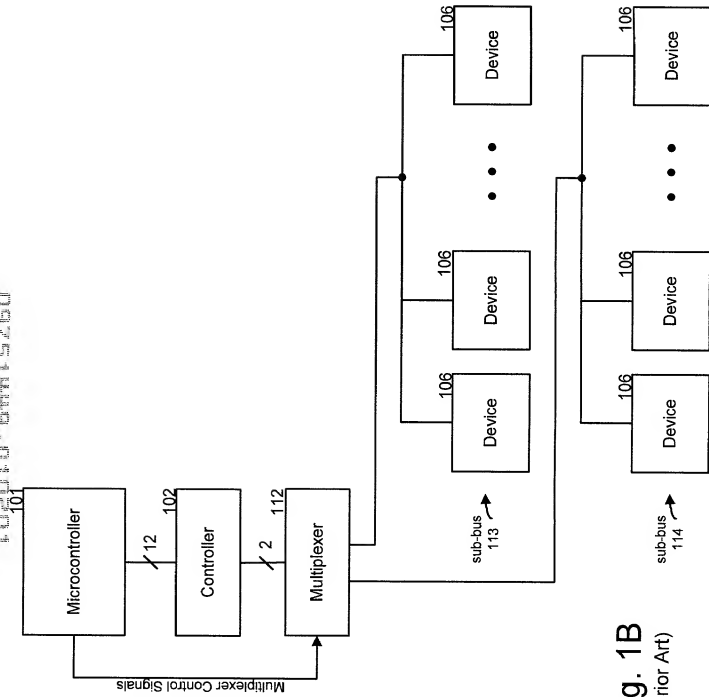 101
Microcontroller
12
102
Controller
2
112
Multiplexer
Multiplexer Control Signals
106
Device
106
Device
106
Device
sub-bus
113
106
Device
106
Device
106
Device
sub-bus
114
g. 1B
rior Art)